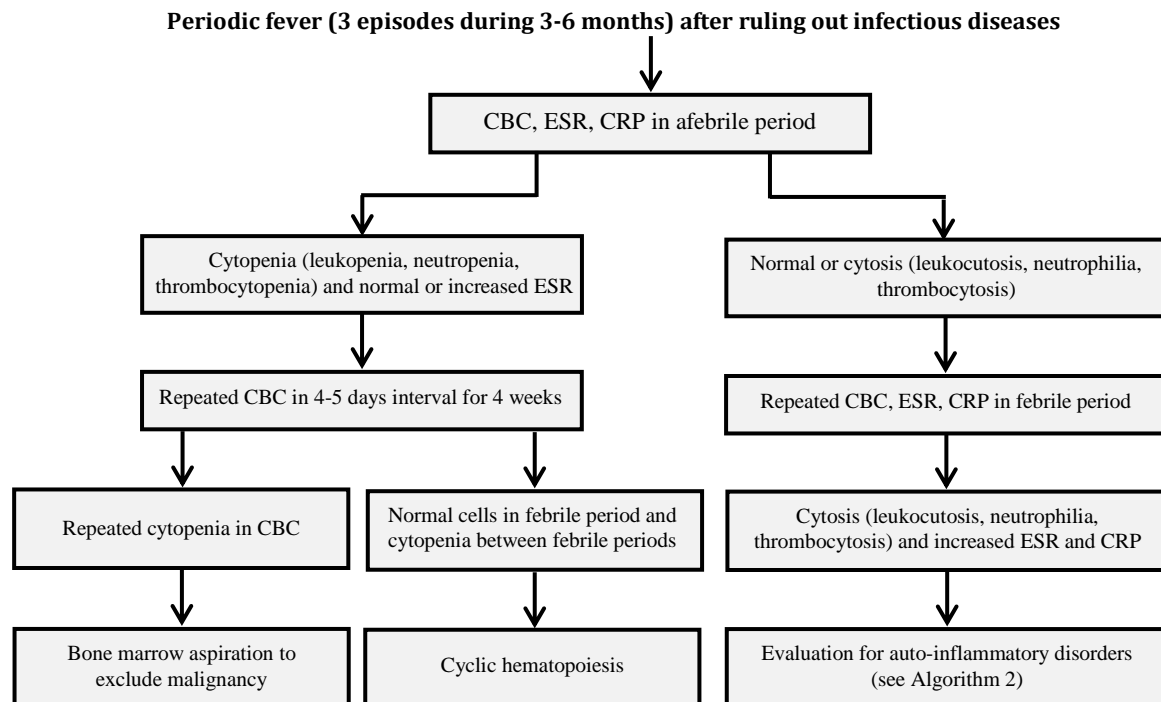 Periodic fever (3 episodes during 3-6 months) after ruling out infectious diseases
CBC, ESR, CRP in afebrile period
Cytopenia (leukopenia, neutropenia,
thrombocytopenia) and normal or increased ESR
Normal or cytosis (leukocutosis, neutrophilia,
thrombocytosis)
Repeated CBC in 4-5 days interval for 4 weeks
Repeated CBC, ESR, CRP in febrile period
Repeated cytopenia in CBC
Normal cells in febrile period and
cytopenia between febrile periods
Cytosis (leukocutosis, neutrophilia,
thrombocytosis) and increased ESR and CRP
Bone marrow aspiration to
exclude malignancy
Cyclic hematopoiesis
Evaluation for auto-inflammatory disorders
(see Algorithm 2)